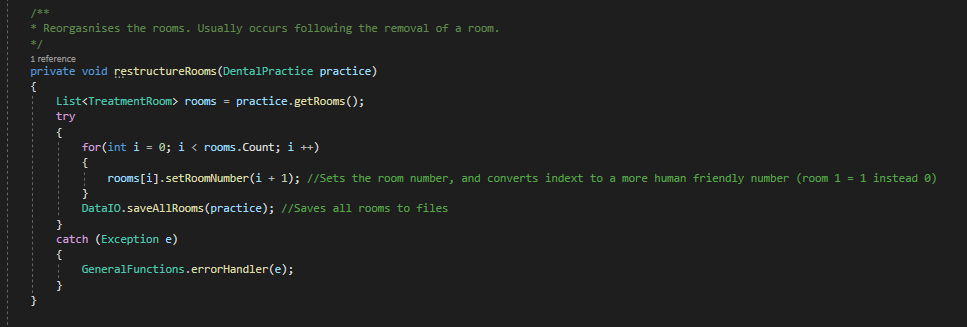 /**
* Reorgasnises the rooms. Usually occurs following the removal of a room.
*/
1 reference
private void restructureRooms(DentalPractice practice)
{
List<TreatmentRoom> rooms = practice.getRooms();
try
{
for(int i = 0; i < rooms.Count; i ++)
{
rooms[i].setRoomNumber(i + 1); //Sets the room number, and converts indext to a more human friendly number (room 1 = 1 instead 0)
}
DataIO.saveAllRooms(practice); //Saves all rooms to files
}
catch (Exception e)
{
GeneralFunctions.errorHandler(e);
}
}